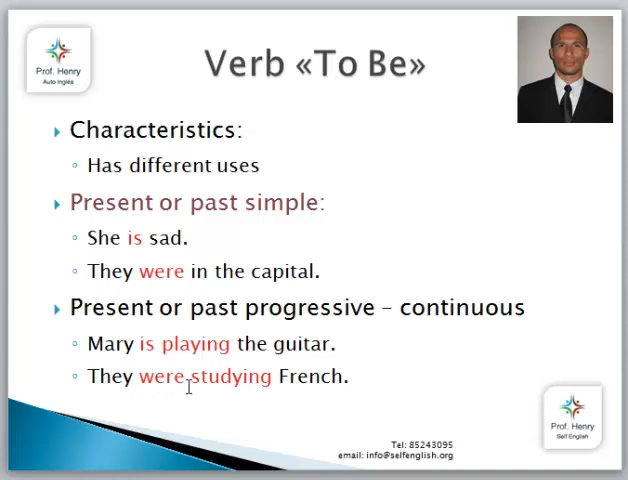 Prof. Henry
Auto Inglés
Verb «To Be»
Characteristics:
Has different uses
Present or past simple:
She is sad.
They were in the capital.
Present or past progressive – continuous
Mary is playing the guitar.
They were studying French.
Prof. Henry
Self English
Tel: 85243095
email: info@selfenglish.org